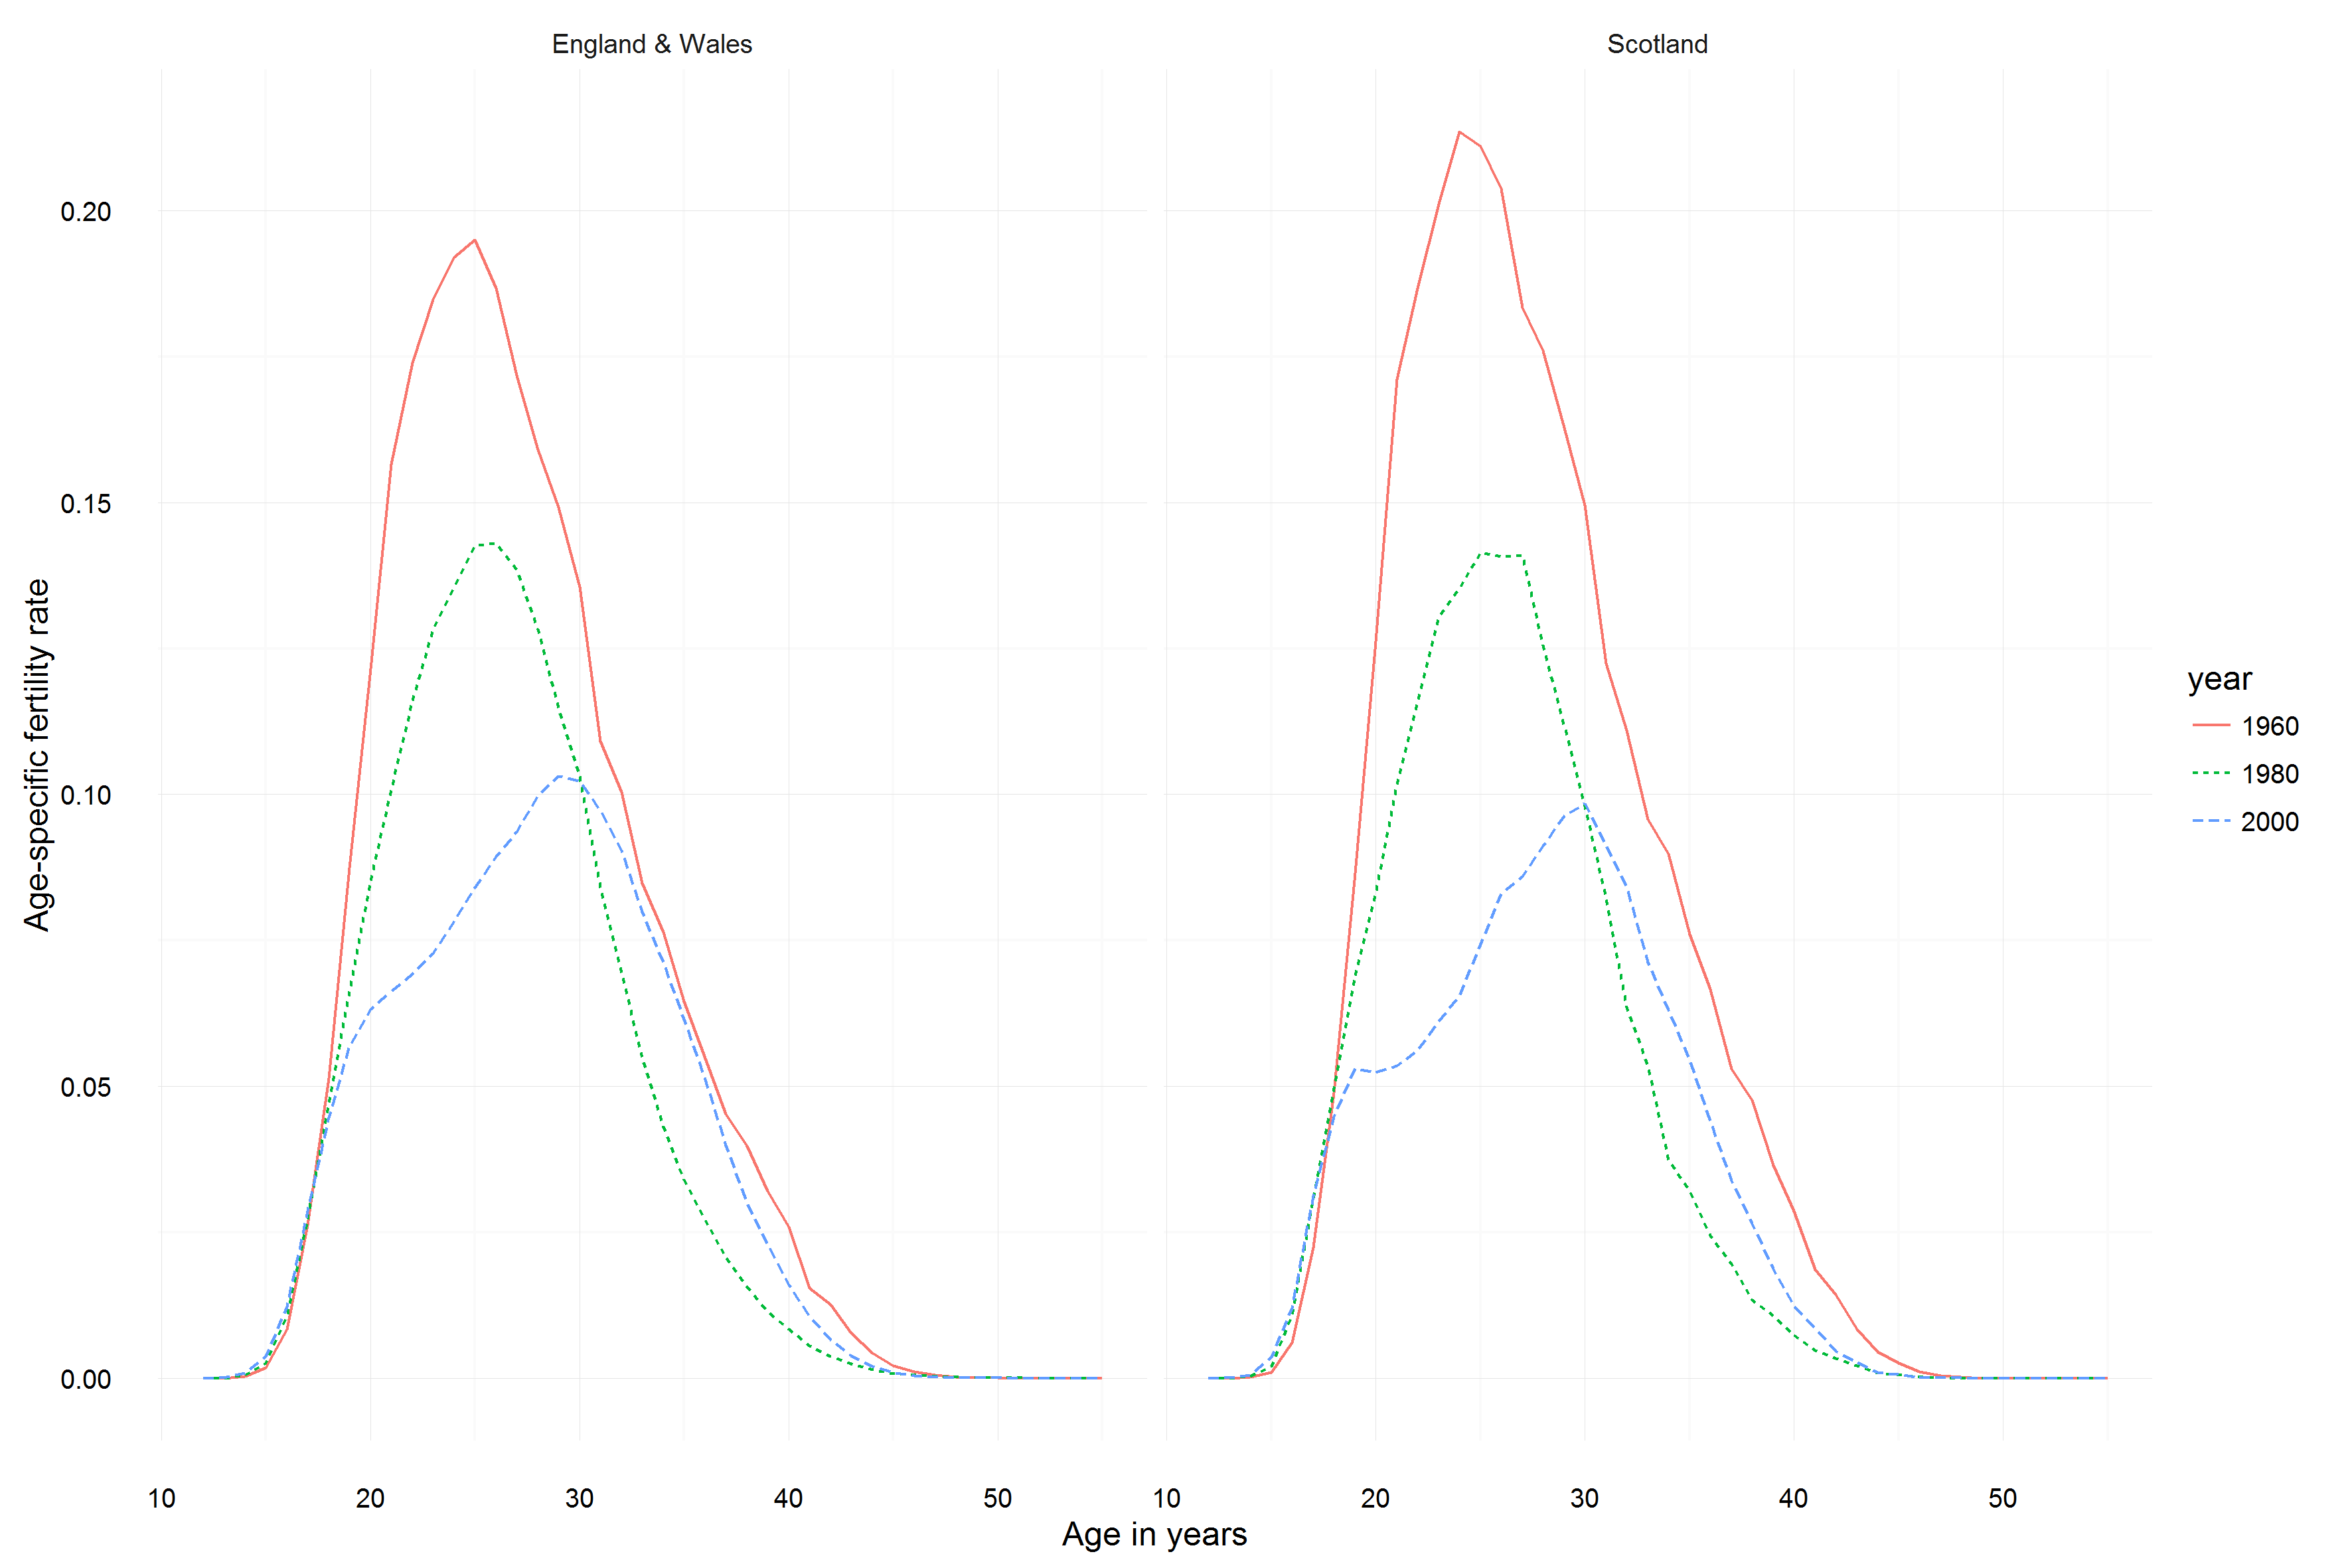 England & Wales
Scotland
Age-specific fertility rate
0.20
0.15
0.10
0.05
0.00
10 20 30 40 50
10 20 30 40 50
Age in years
year
1960
1980
2000